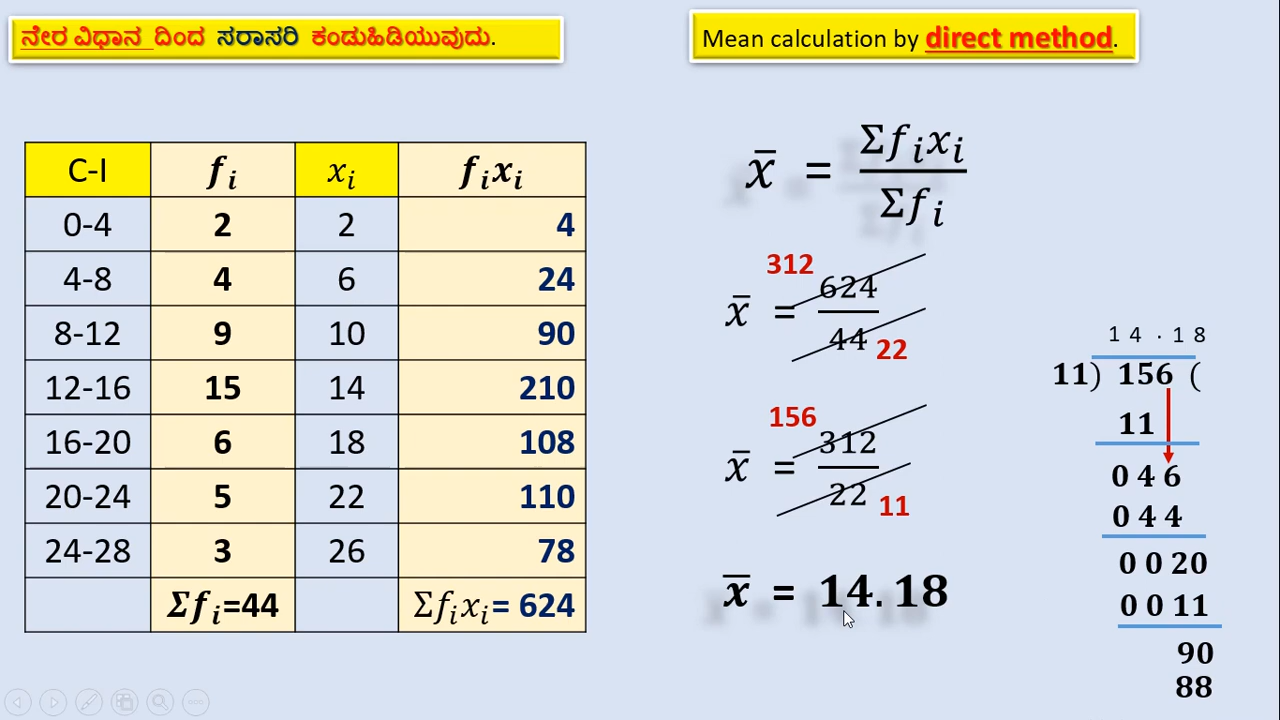 ನೇರ ವಿಧಾನ ದಿಂದ ಸರಾಸರಿ ಕಂಡುಹಿಡಿಯುವುದು.
Mean calculation by direct method.
C-I fᵢ xᵢ fᵢxᵢ
0-4 2 2 4
4-8 4 6 24
8-12 9 10 90
12-16 15 14 210
16-20 6 18 108
20-24 5 22 110
24-28 3 26 78
Σfᵢ=44 Σfᵢxᵢ= 624
x̄ = Σfᵢxᵢ / Σfᵢ
312
x̄ = 624 / 44
22
156
x̄ = 312 / 22
11
x̄ = 14.18
14.18
11) 156 (
11
046
044
0020
0011
90
88